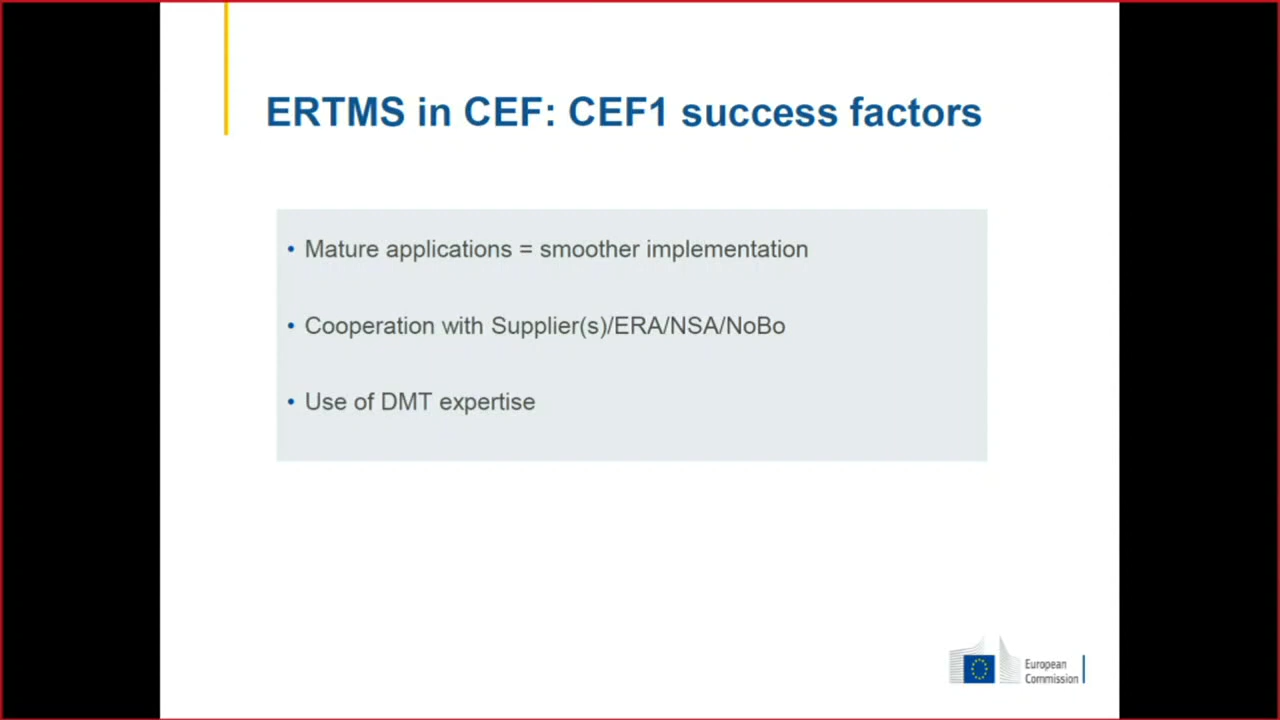 ERTMS in CEF: CEF1 success factors
• Mature applications = smoother implementation
• Cooperation with Supplier(s)/ERA/NSA/NoBo
• Use of DMT expertise
European
Commission